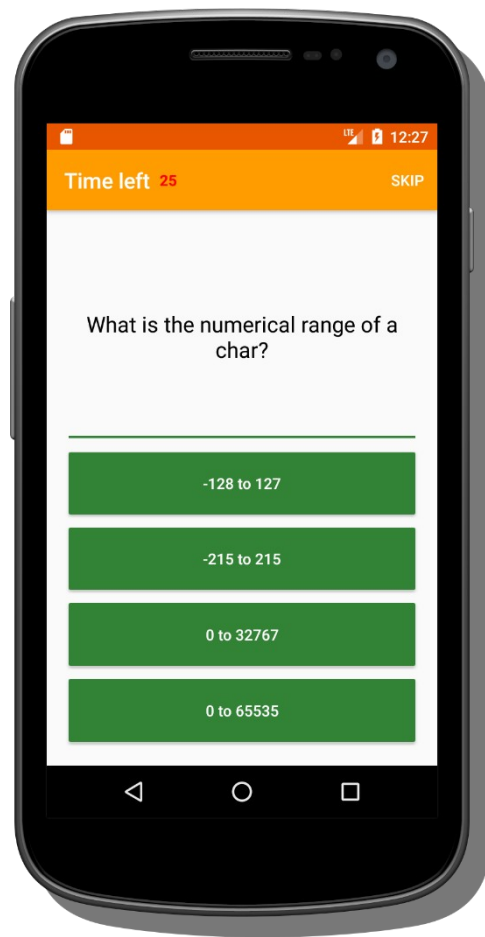 LTE 12:27
Time left 25 SKIP
What is the numerical range of a
char?
-128 to 127
-215 to 215
0 to 32767
0 to 65535